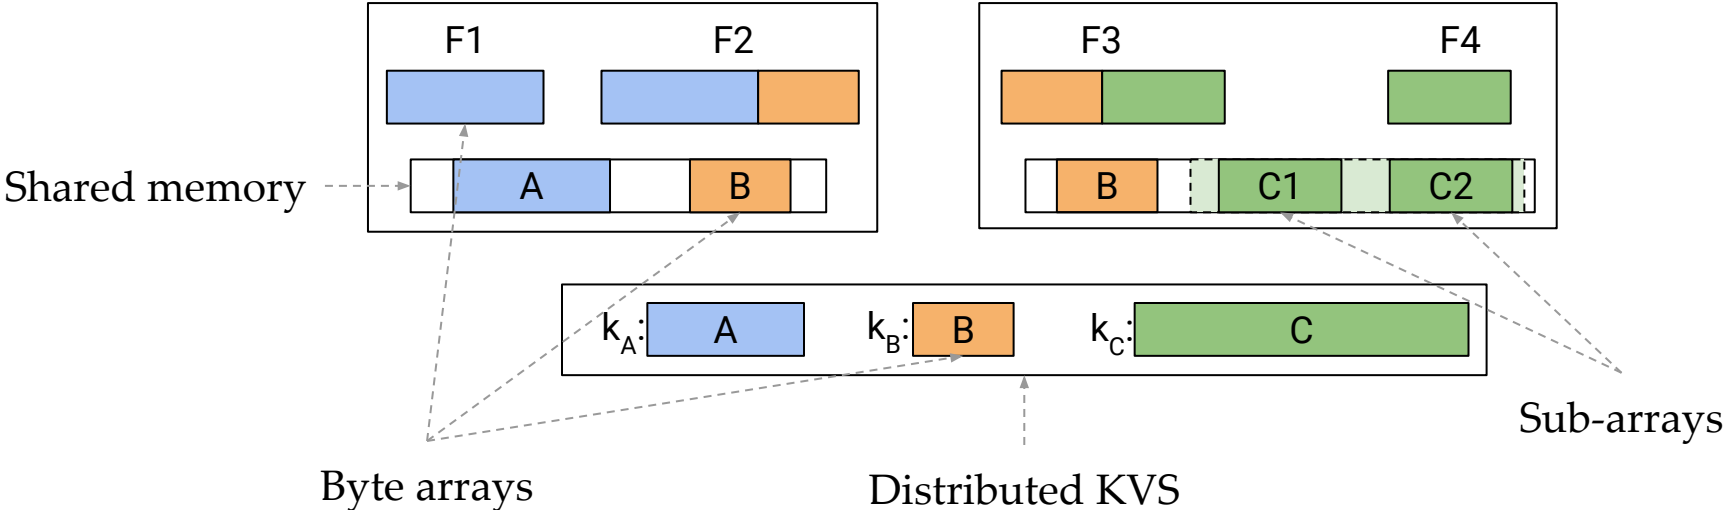 F1 F2 F3 F4
Shared memory A B B C1 C2
kA: A kB: B kC: C
Sub-arrays
Byte arrays Distributed KVS